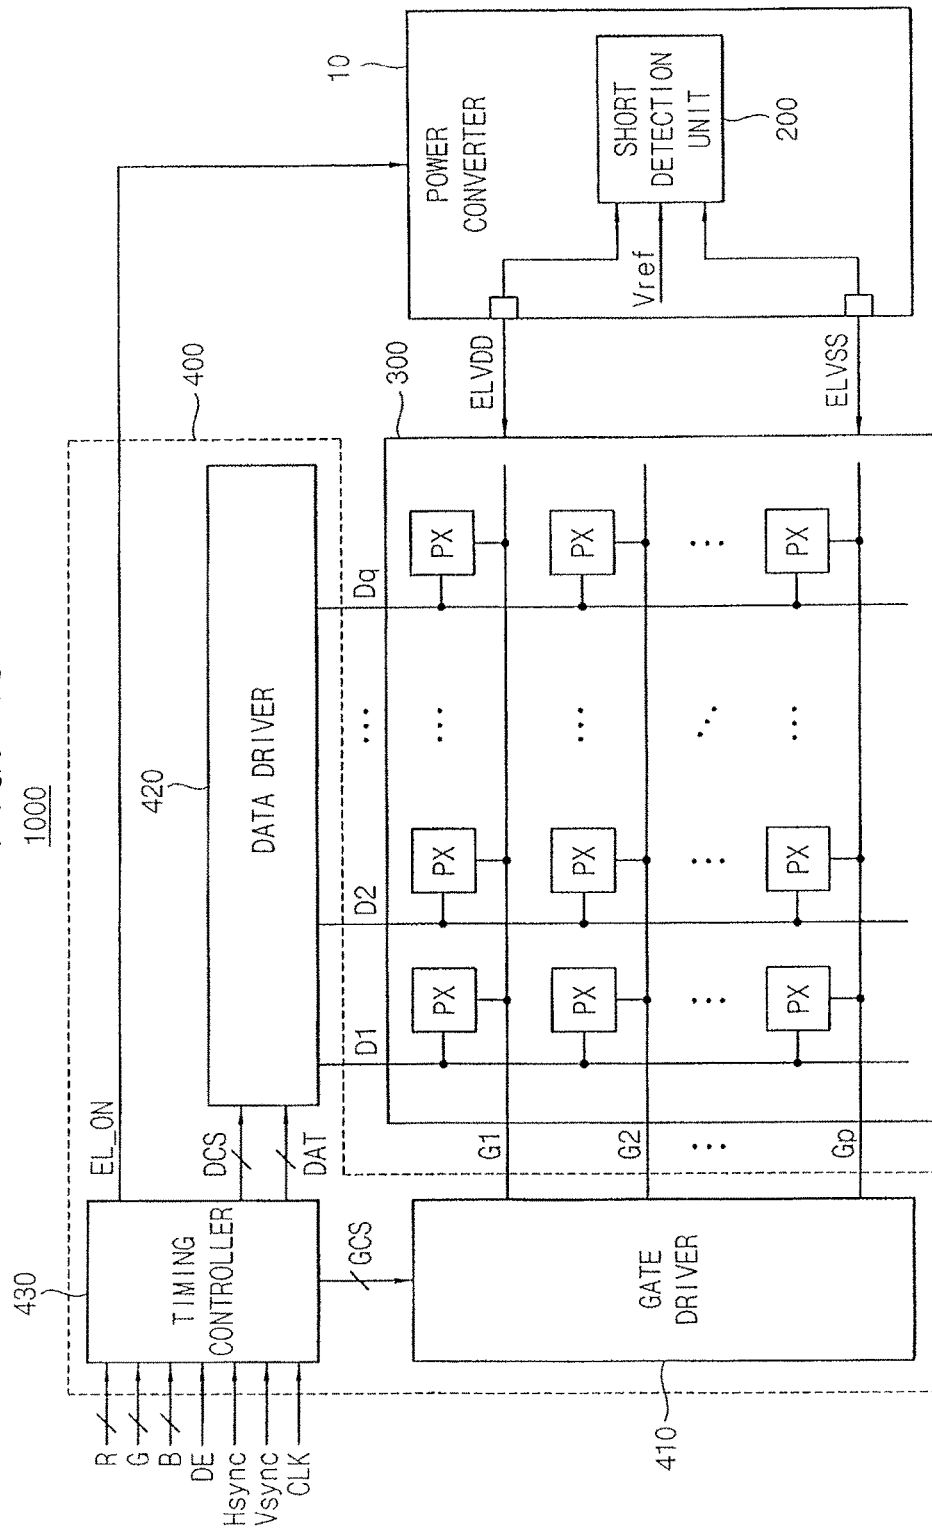 1000
430
R
G
B
DE
Hsync
Vsync
CLK
TIMING
CONTROLLER
EL_ON
DCS
DAT
GCS
420
DATA DRIVER
400
D1
D2
...
Dq
410
GATE
DRIVER
G1
G2
...
Gp
300
PX
PX
...
PX
PX
PX
...
PX
...
...
...
...
PX
PX
...
PX
ELVDD
ELVSS
10
POWER
CONVERTER
Vref
SHORT
DETECTION
UNIT
200